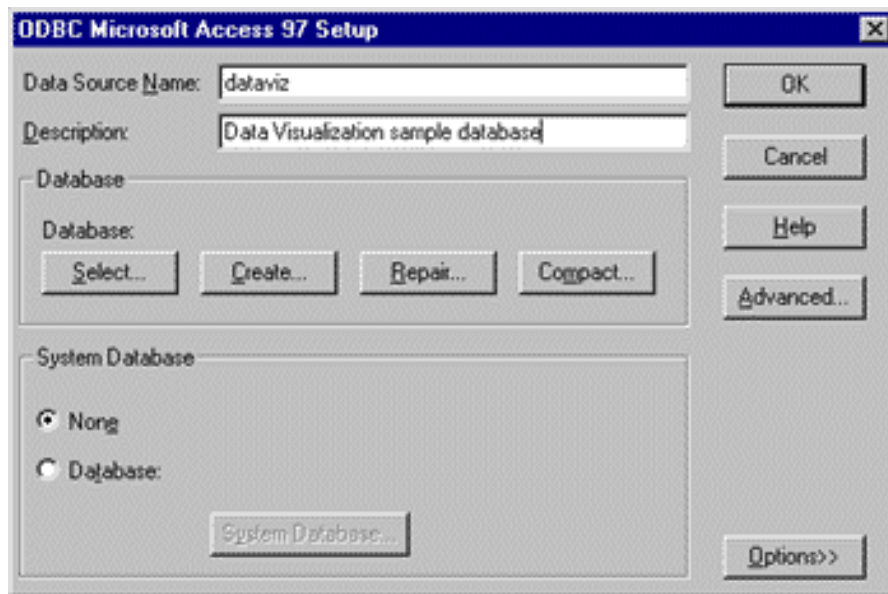 ODBC Microsoft Access 97 Setup
Data Source Name: dataviz
Description: Data Visualization sample database
OK
Cancel
Help
Advanced...
Database
Database:
Select... Create... Repair... Compact...
System Database
None
Database:
System Database...
Options>>